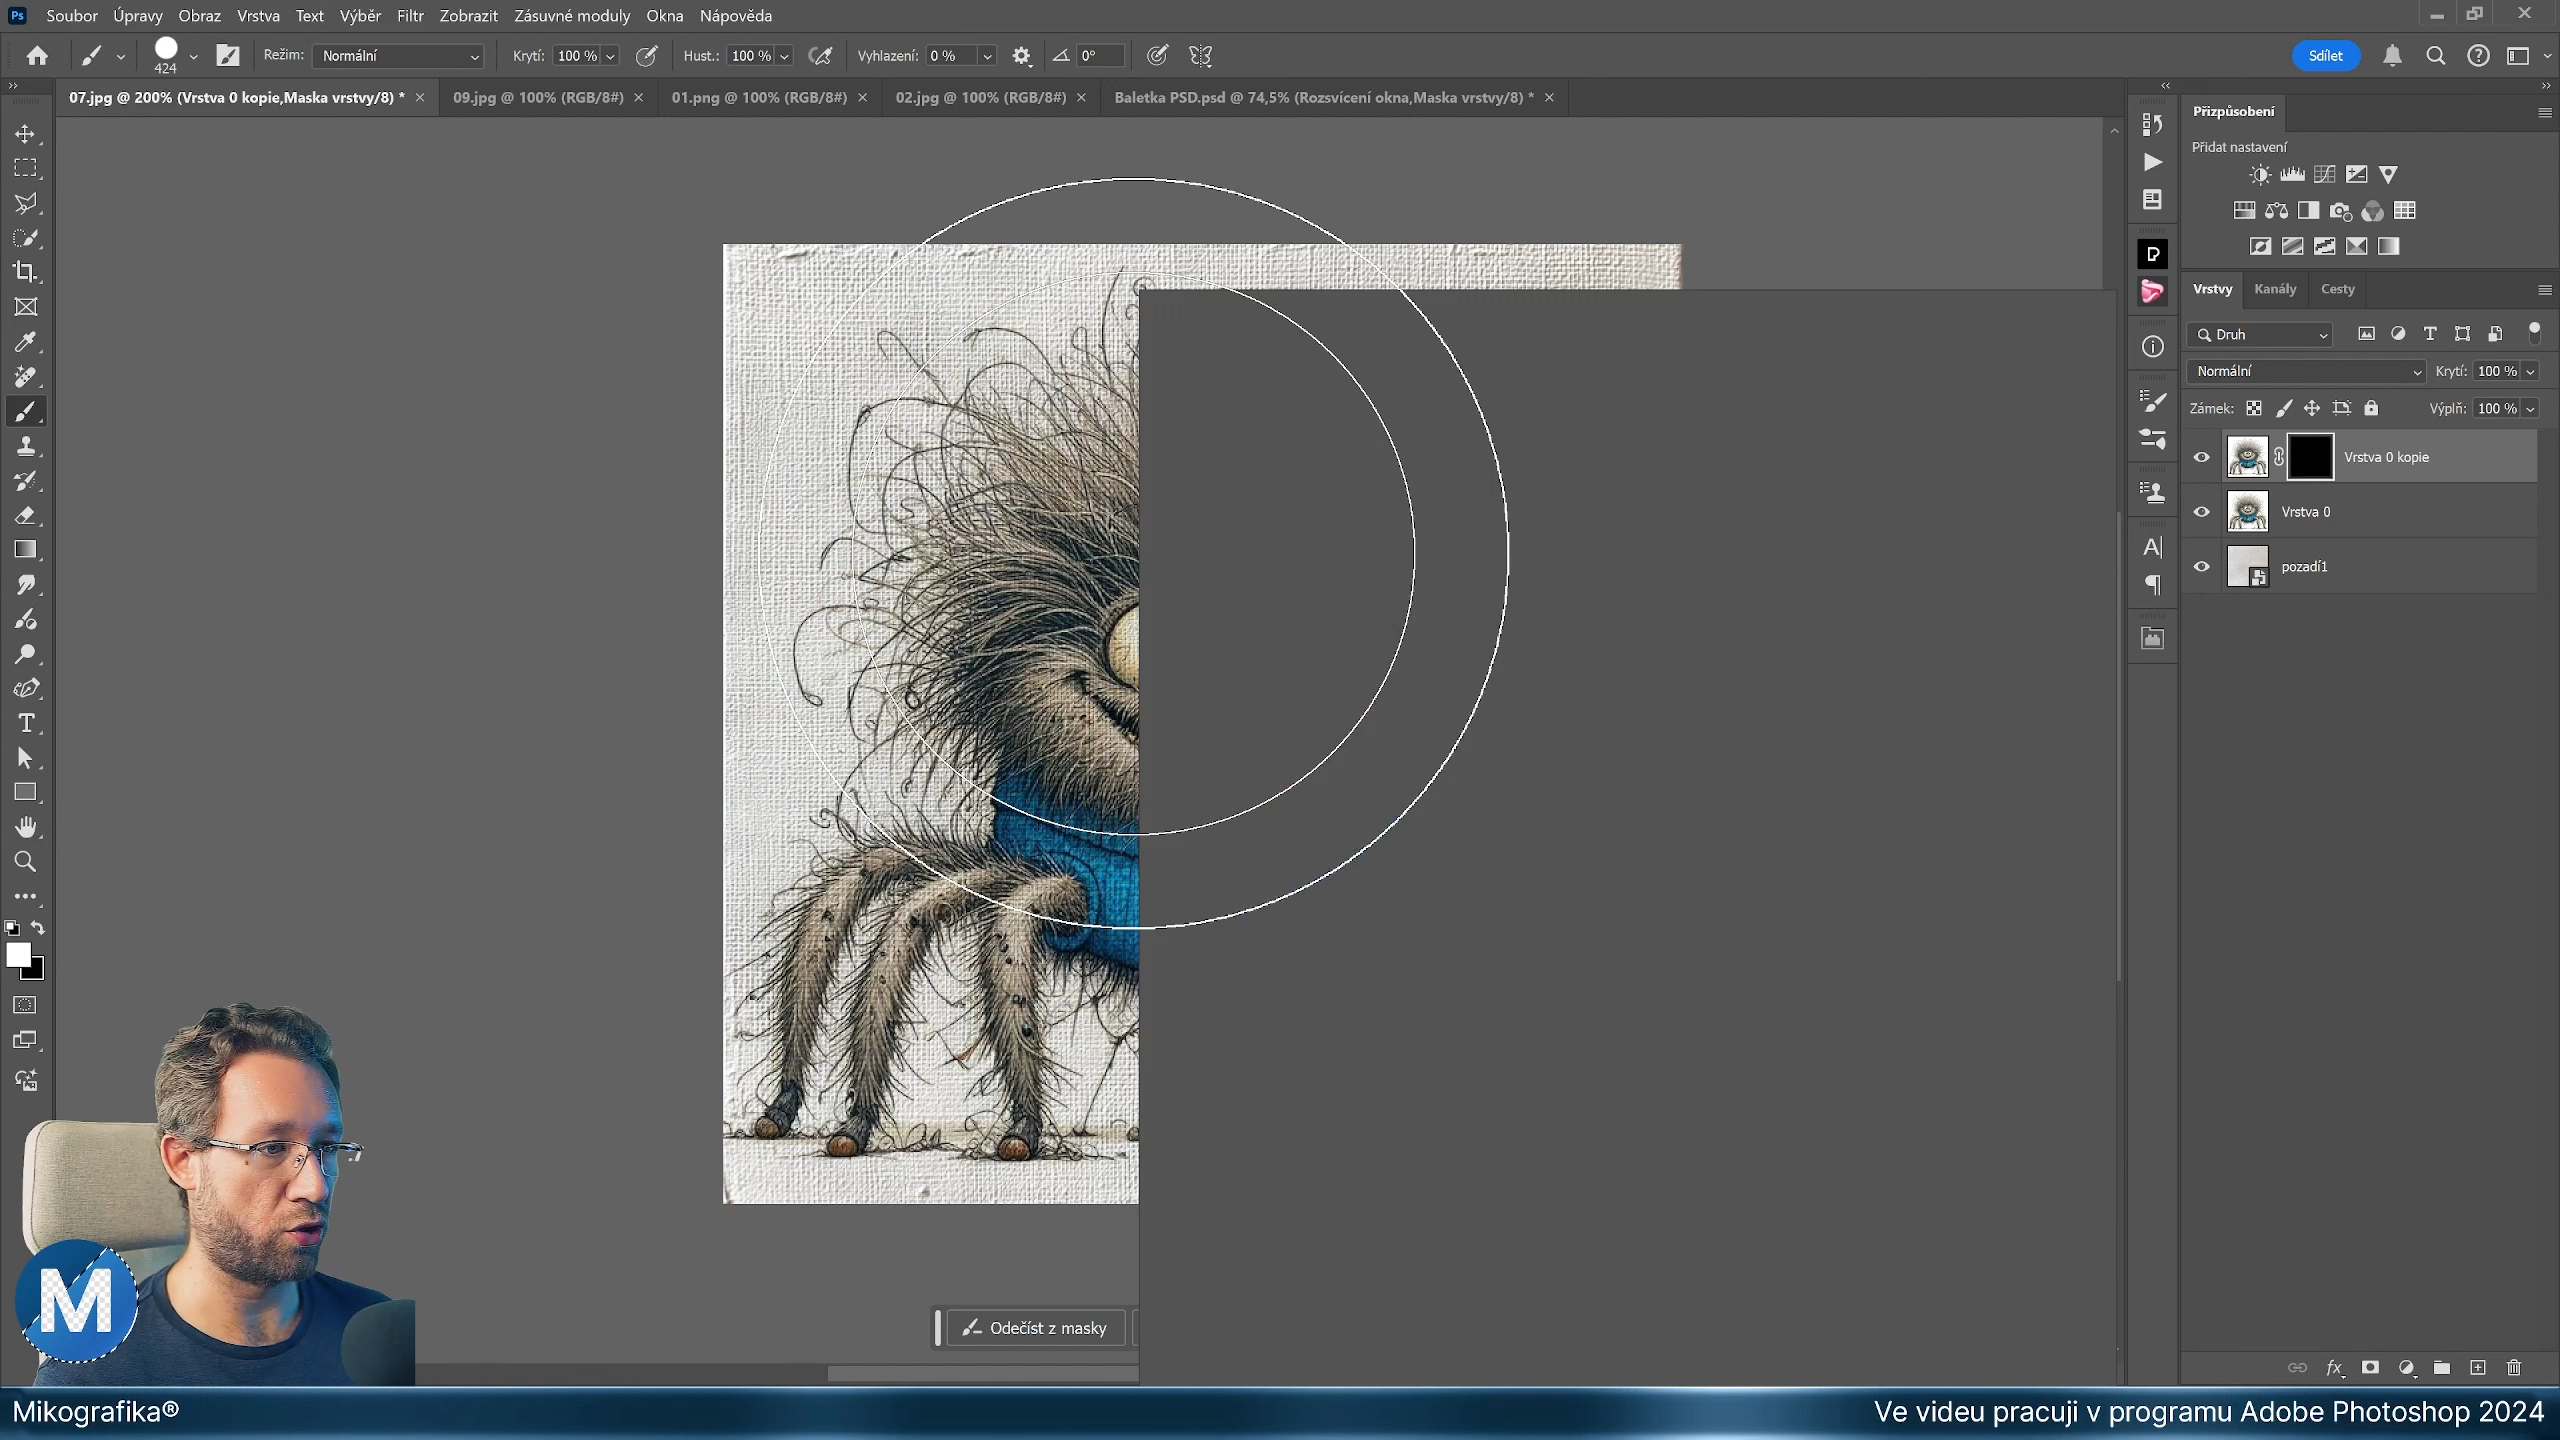 Ps Soubor Úpravy Obraz Vrstva Text Výběr Filtr Zobrazit Zásuvné moduly Okna Nápověda
424 Režim: Normální Krytí: 100 % Hust.: 100 % Vyhlazení: 0 % 0° Sdílet
07.jpg @ 200% (Vrstva 0 kopie,Maska vrstvy/8) *
09.jpg @ 100% (RGB/8#)
01.png @ 100% (RGB/8#)
02.jpg @ 100% (RGB/8#)
Baletka PSD.psd @ 74,5% (Rozsvícení okna,Maska vrstvy/8) *
Přizpůsobení
Přidat nastavení
Vrstvy Kanály Cesty
Druh
Normální Krytí: 100 %
Zámek: Výplň: 100 %
Vrstva 0 kopie
Vrstva 0
pozadí1
Odečíst z masky
M
Mikografika®
Ve videu pracuji v programu Adobe Photoshop 2024